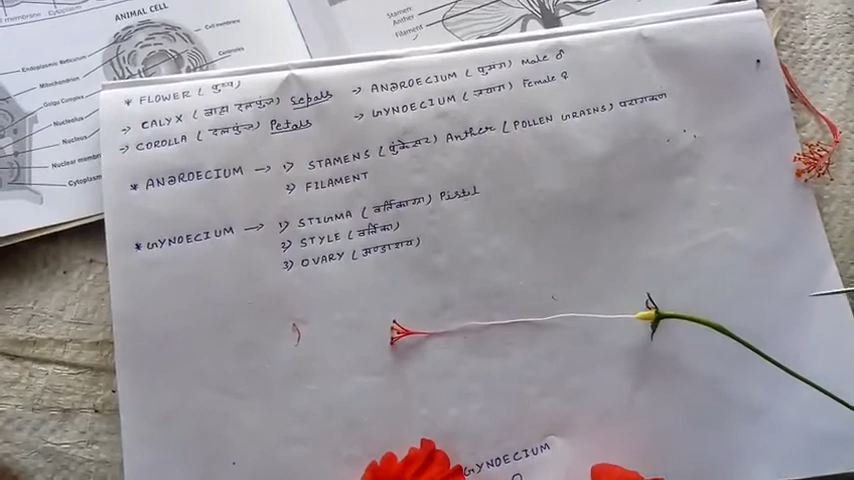 ANIMAL CELL
Cytoplasm
Cell membrane
Endoplasmic Reticulum
Centrioles
Mitochondrion
Golgi Complex
Nucleolus
Nucleus
Nuclear membrane
Cytoplasm
Stamen:
Anther
Filament
* FLOWER (पुष्प)
→ CALYX (बाह्य दलपुंज) Sepals
→ COROLLA (दलपुंज) Petals
→ ANDROECIUM (पुमंग) Male ♂
→ GYNOECIUM (जायांग) Female ♀
* ANDROECIUM → 1) STAMENS (पुंकेसर) Anther (POLLEN GRAINS) परागकण
2) FILAMENT
* GYNOECIUM → 1) STIGMA (वर्तिकाग्र) Pistil
2) STYLE (वर्तिका)
3) OVARY (अण्डाशय)
GYNOECIUM